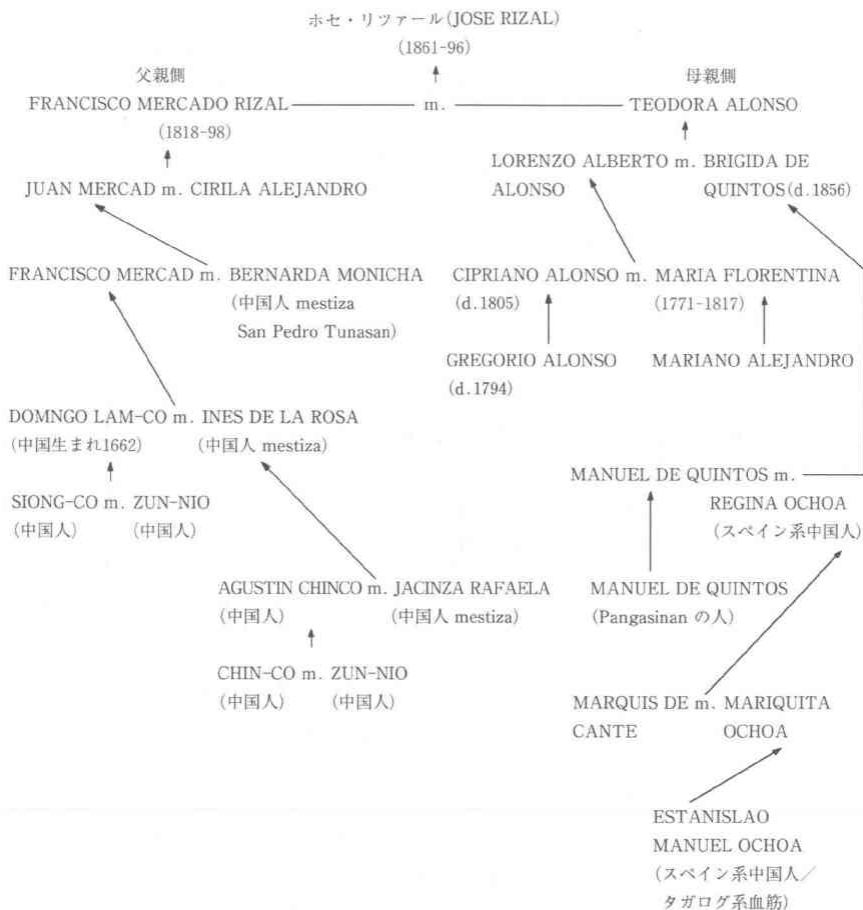 ホセ・リツァール(JOSE RIZAL)
(1861-96)
父親側
母親側
FRANCISCO MERCADO RIZAL m. TEODORA ALONSO
(1818-98)
LORENZO ALBERTO m. BRIGIDA DE
ALONSO QUINTOS(d.1856)
JUAN MERCAD m. CIRILA ALEJANDRO
FRANCISCO MERCAD m. BERNARDA MONICHA
(中国人 mestiza
San Pedro Tunasan)
CIPRIANO ALONSO m. MARIA FLORENTINA
(d.1805) (1771-1817)
GREGORIO ALONSO MARIANO ALEJANDRO
(d.1794)
DOMNGO LAM-CO m. INES DE LA ROSA
(中国生まれ1662) (中国人 mestiza)
SIONG-CO m. ZUN-NIO
(中国人) (中国人)
MANUEL DE QUINTOS m.
REGINA OCHOA
(スペイン系中国人)
AGUSTIN CHINCO m. JACINZA RAFAELA
(中国人) (中国人 mestiza)
MANUEL DE QUINTOS
(Pangasinan の人)
CHIN-CO m. ZUN-NIO
(中国人) (中国人)
MARQUIS DE m. MARIQUITA
CANTE OCHOA
ESTANISLAO
MANUEL OCHOA
(スペイン系中国人／
タガログ系血筋)